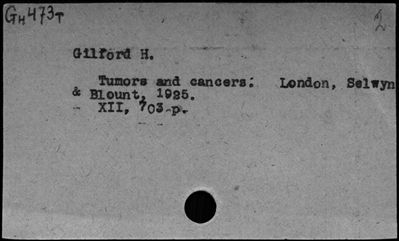 GH473T
2
Gilford H.
Tumors and cancers. London, Selwyn
& Blount, 1925.
- XII, 703 p.